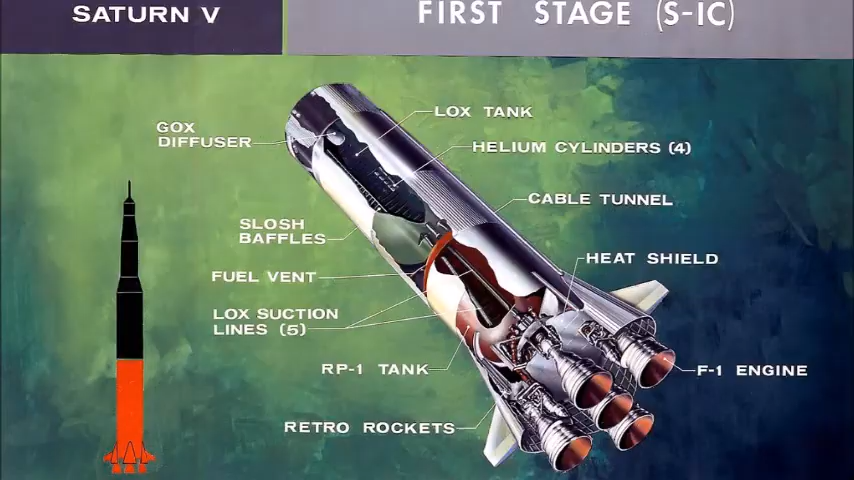 SATURN V
FIRST STAGE (S-IC)
GOX
DIFFUSER
LOX TANK
HELIUM CYLINDERS (4)
CABLE TUNNEL
SLOSH
BAFFLES
HEAT SHIELD
FUEL VENT
LOX SUCTION
LINES (5)
RP-1 TANK
F-1 ENGINE
RETRO ROCKETS